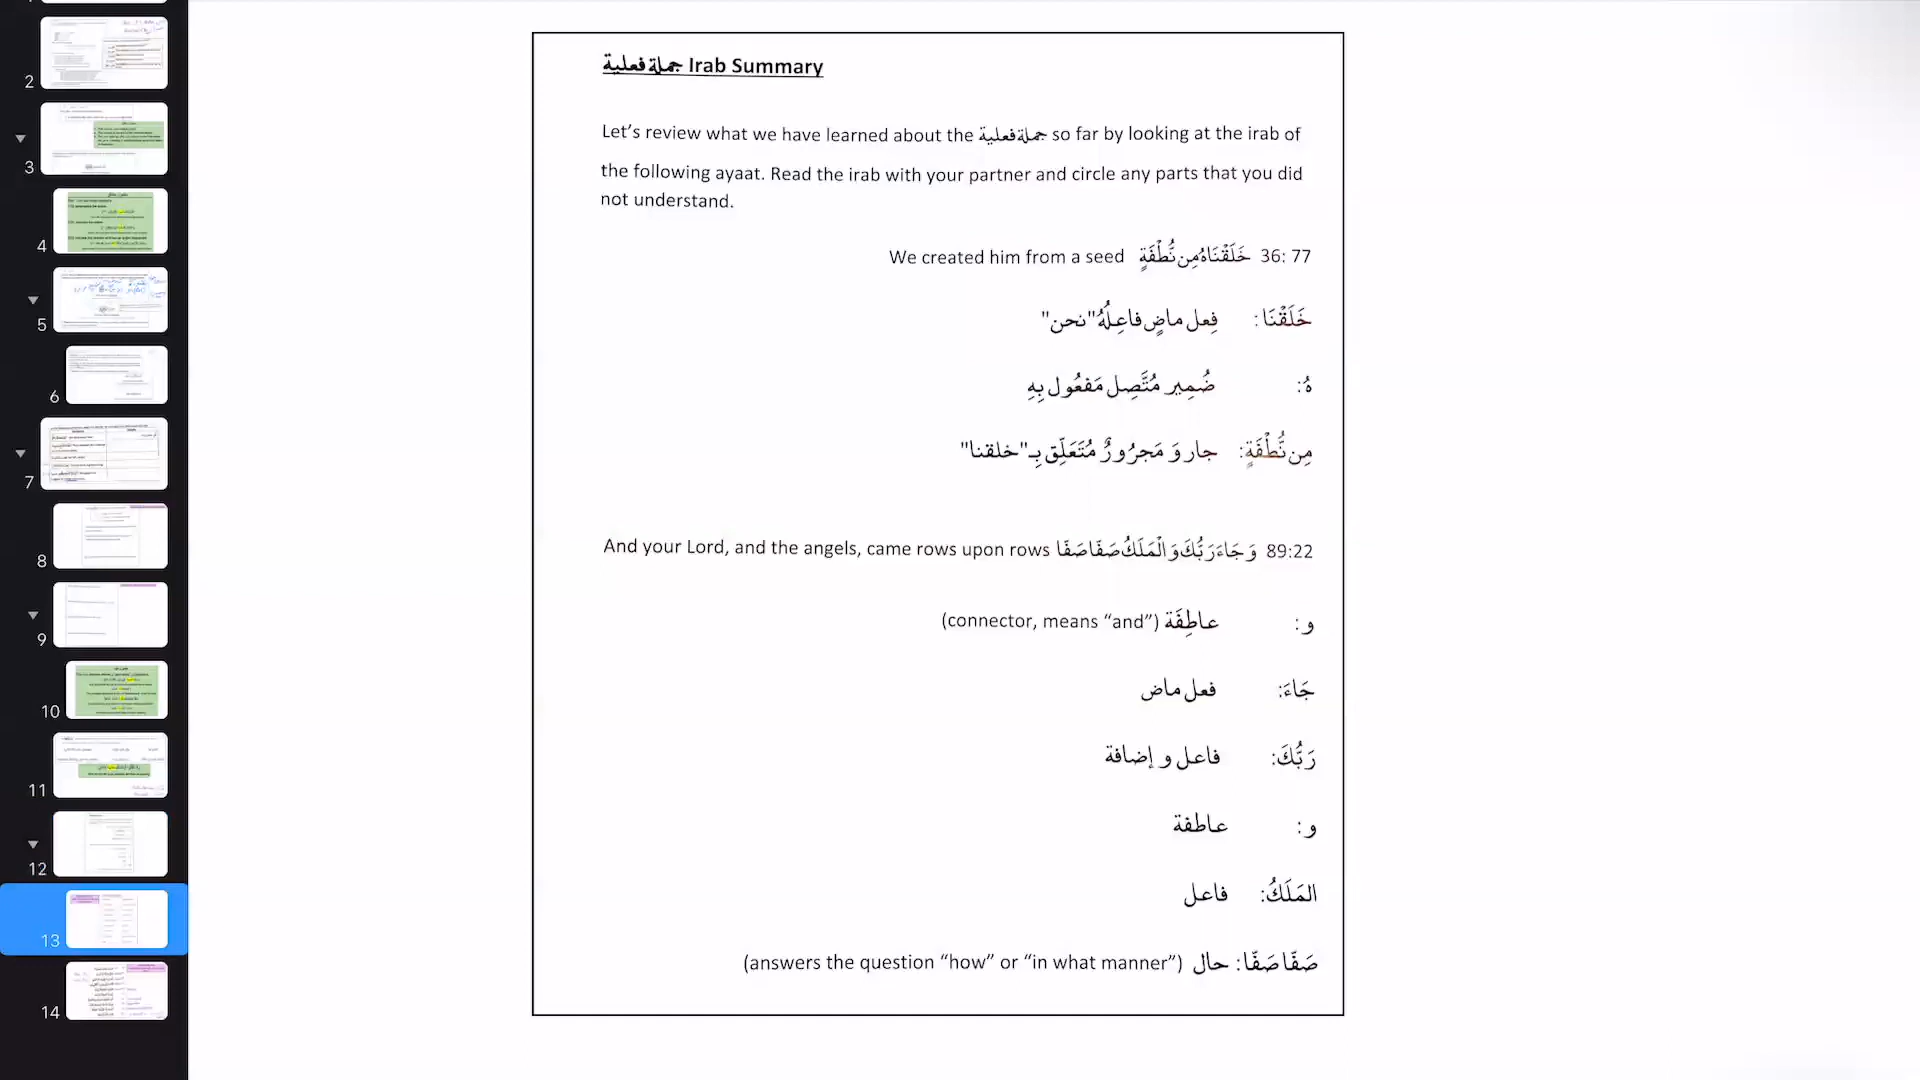 جملة فعلية Irab Summary
Let's review what we have learned about the جملة فعلية so far by looking at the irab of
the following ayaat. Read the irab with your partner and circle any parts that you did
not understand.
We created him from a seed خَلَقْنَاهُ مِن نُّطْفَةٍ 36: 77
خَلَقْنَا: فِعل ماضٍ فاعِلُهُ "نحن"
هُ: ضُمِير مُتَّصِل مَفعُول بِهِ
مِن نُّطْفَةٍ: جار وَ مَجرُورٌ مُتَعَلِّق بِـ "خلقنا"
And your Lord, and the angels, came rows upon rows وَ جَاءَ رَبُّكَ وَ الْمَلَكُ صَفًا صَفًا 89:22
و: عاطِفَة (connector, means “and”)
جَاءَ: فعل ماض
رَبُّكَ: فاعل و إضافة
و: عاطفة
المَلَكُ: فاعل
صَفًا صَفًا: حال (answers the question “how” or “in what manner”)
2
3
4
5
6
7
8
9
10
11
12
13
14